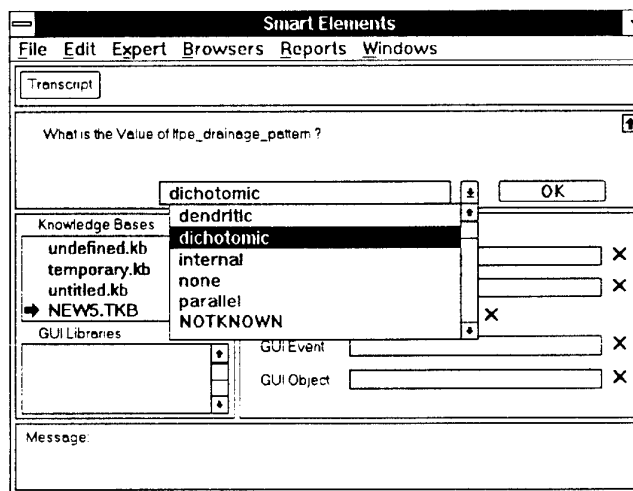 Smart Elements
File Edit Expert Browsers Reports Windows
Transcript
What is the Value of lfpe_drainage_pattern ?
dichotomic
OK
dendritic
dichotomic
internal
none
parallel
NOTKNOWN
Knowledge Bases
undefined.kb
temporary.kb
untitled.kb
NEW5.TKB
GUI Libraries
GUI Event
GUI Object
Message: